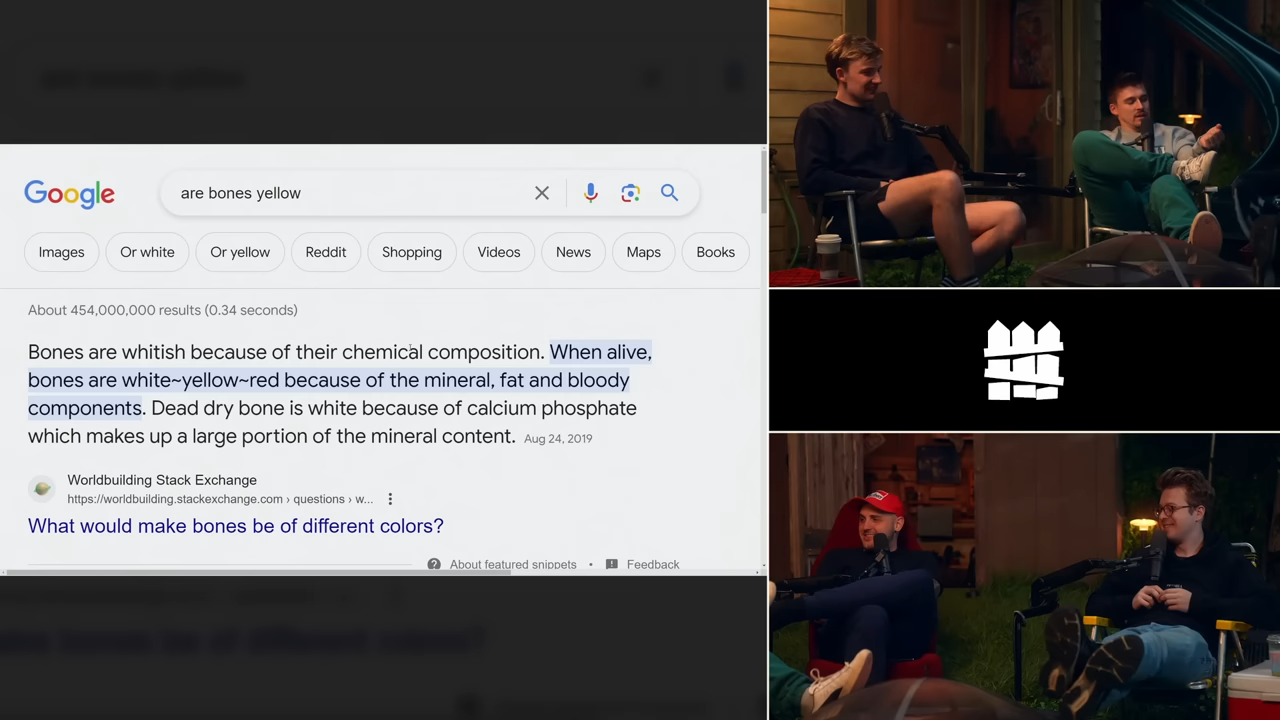 Google
are bones yellow
Images
Or white
Or yellow
Reddit
Shopping
Videos
News
Maps
Books
About 454,000,000 results (0.34 seconds)
Bones are whitish because of their chemical composition. When alive,
bones are white~yellow~red because of the mineral, fat and bloody
components. Dead dry bone is white because of calcium phosphate
which makes up a large portion of the mineral content. Aug 24, 2019
Worldbuilding Stack Exchange
https://worldbuilding.stackexchange.com › questions › w...
What would make bones be of different colors?
About featured snippets • Feedback